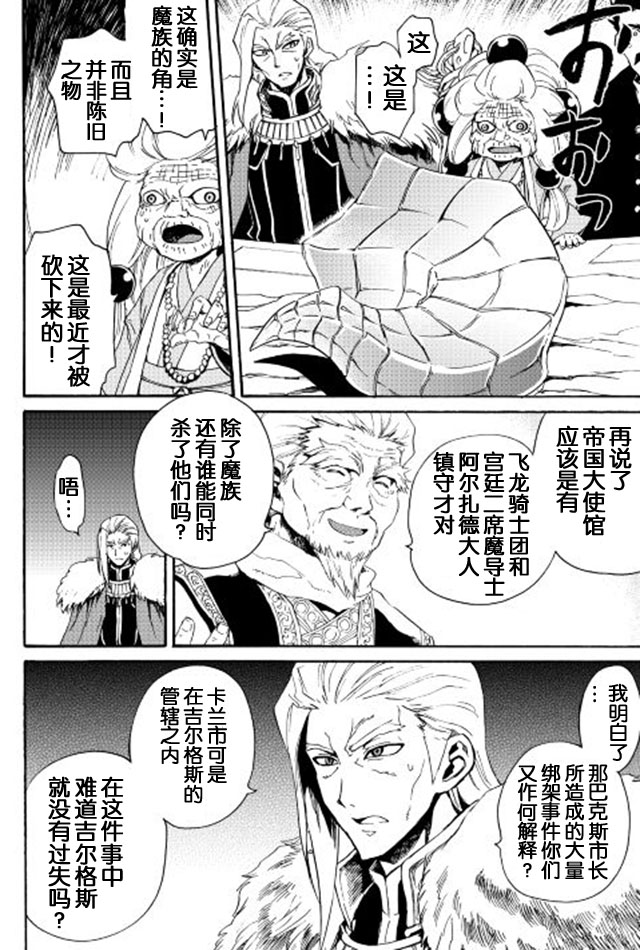 おおっ
这
这是
…！
这确实是
魔族的角…！
而且
并非陈旧
之物
这是最近才被
砍下来的！
再说了
帝国大使馆
应该是有
飞龙骑士团和
宫廷二席魔导士
阿尔扎德大人
镇守才对
除了魔族
还有谁能同时
杀了他们吗？
唔…
我明白了
…
那巴克斯市长
所造成的大量
绑架事件你们
又作何解释？
卡兰市可是
在吉尔格斯的
管辖之内
在这件事中
难道吉尔格斯
就没有过失吗？